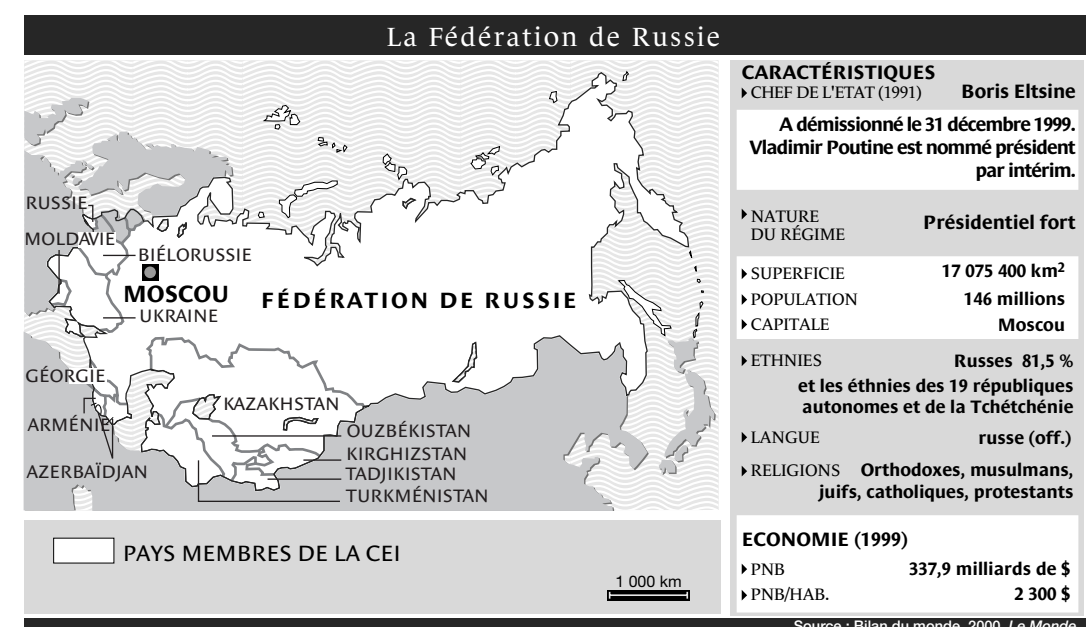 La Fédération de Russie
RUSSIE
MOLDAVIE
BIÉLORUSSIE
MOSCOU
FÉDÉRATION DE RUSSIE
UKRAINE
GÉORGIE
KAZAKHSTAN
ARMÉNIE
OUZBÉKISTAN
KIRGHIZSTAN
AZERBAÏDJAN
TADJIKISTAN
TURKMÉNISTAN
PAYS MEMBRES DE LA CEI
1 000 km
CARACTÉRISTIQUES
CHEF DE L'ETAT (1991) Boris Eltsine
A démissionné le 31 décembre 1999.
Vladimir Poutine est nommé président
par intérim.
NATURE
DU RÉGIME Présidentiel fort
SUPERFICIE 17 075 400 km²
POPULATION 146 millions
CAPITALE Moscou
ETHNIES Russes 81,5 %
et les éthnies des 19 républiques
autonomes et de la Tchétchénie
LANGUE russe (off.)
RELIGIONS Orthodoxes, musulmans,
juifs, catholiques, protestants
ECONOMIE (1999)
PNB 337,9 milliards de $
PNB/HAB. 2 300 $
Source : Bilan du monde, 2000, Le Monde